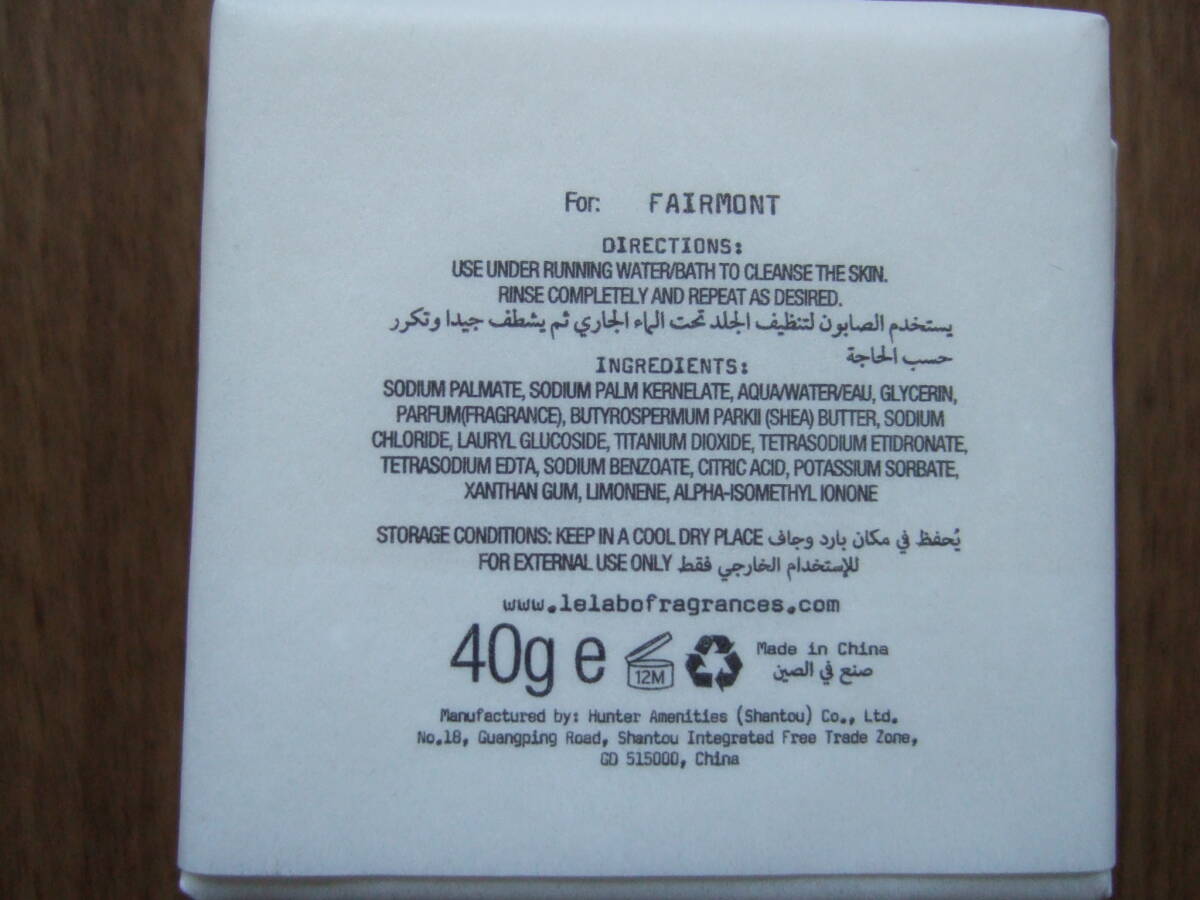 For: FAIRMONT
DIRECTIONS:
USE UNDER RUNNING WATER/BATH TO CLEANSE THE SKIN.
RINSE COMPLETELY AND REPEAT AS DESIRED.
يستخدم الصابون لتنظيف الجلد تحت الماء الجاري ثم يشطف جيدا وتكرر
حسب الحاجة
INGREDIENTS:
SODIUM PALMATE, SODIUM PALM KERNELATE, AQUA/WATER/EAU, GLYCERIN,
PARFUM(FRAGRANCE), BUTYROSPERMUM PARKII (SHEA) BUTTER, SODIUM
CHLORIDE, LAURYL GLUCOSIDE, TITANIUM DIOXIDE, TETRASODIUM ETIDRONATE,
TETRASODIUM EDTA, SODIUM BENZOATE, CITRIC ACID, POTASSIUM SORBATE,
XANTHAN GUM, LIMONENE, ALPHA-ISOMETHYL IONONE
STORAGE CONDITIONS: KEEP IN A COOL DRY PLACE يُحفظ في مكان بارد وجاف
FOR EXTERNAL USE ONLY للإستخدام الخارجي فقط
www.lelabofragrances.com
40g e 12M Made in China
صنع في الصين
Manufactured by: Hunter Amenities (Shantou) Co., Ltd.
No.18, Guangping Road, Shantou Integrated Free Trade Zone,
GD 515000, China